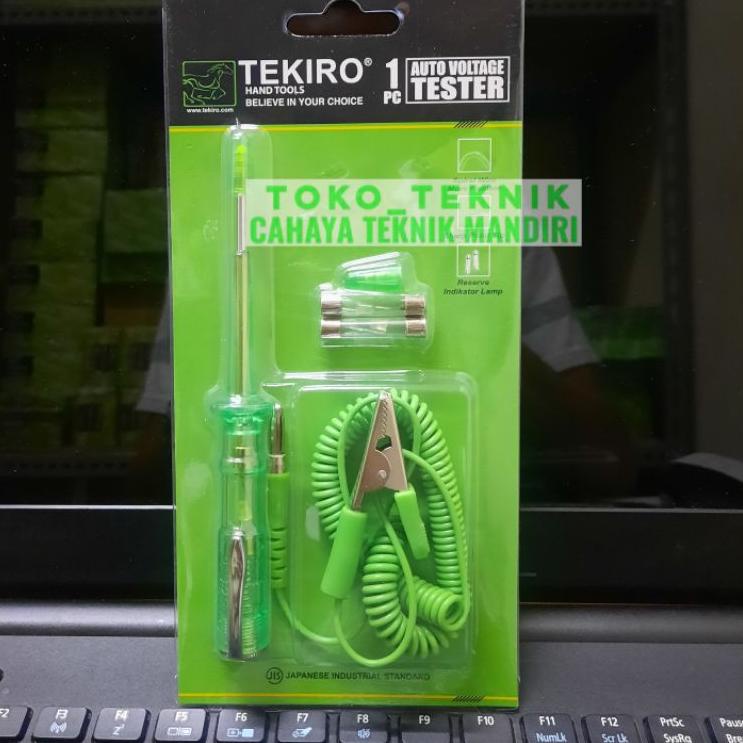 TEKIRO®
HAND TOOLS
BELIEVE IN YOUR CHOICE
www.tekiro.com
1
PC
AUTO VOLTAGE
TESTER
TOKO_TEKNIK
CAHAYA TEKNIK MANDIRI
Reserve
Indikator Lamp
JIS JAPANESE INDUSTRIAL STANDARD
F2 F3 F4 F5 F6 F7 F8 F9 F10 F11 F12 PrtSc Pause
NumLk Scr Lk SysRq